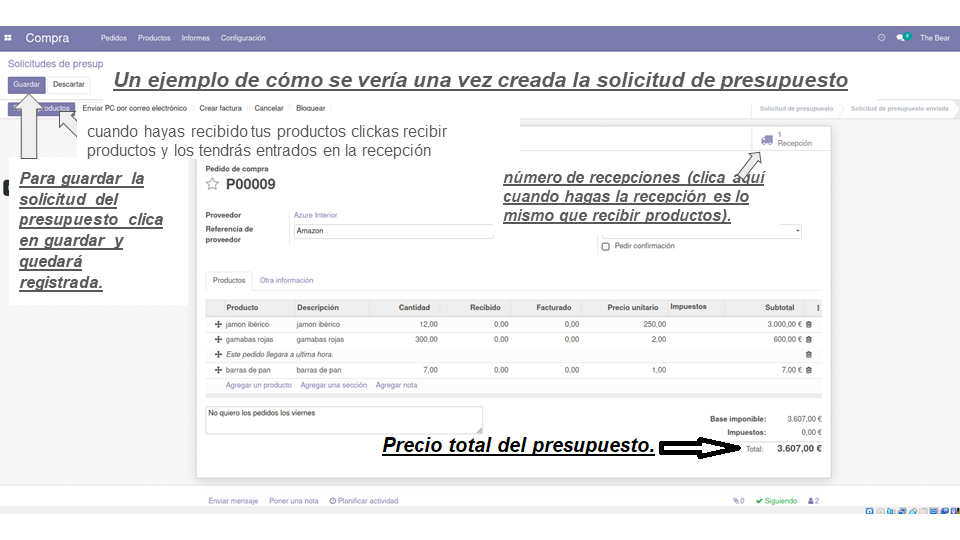 Compra Pedidos Productos Informes Configuración 4 The Bear
Solicitudes de presup
Guardar Descartar
Un ejemplo de cómo se vería una vez creada la solicitud de presupuesto
productos Enviar PC por correo electrónico Crear factura Cancelar Bloquear Solicitud de presupuesto Solicitud de presupuesto enviada
cuando hayas recibido tus productos clickas recibir
productos y los tendrás entrados en la recepción
1
Recepción
Para guardar la
solicitud del
presupuesto clica
en guardar y
quedará
registrada.
Pedido de compra
P00009
número de recepciones (clica aquí
cuando hagas la recepción es lo
mismo que recibir productos).
Proveedor Azure Interior
Referencia de
proveedor
Amazon
Pedir confirmación
Productos Otra información
Producto Descripción Cantidad Recibido Facturado Precio unitario Impuestos Subtotal
jamon ibérico jamon ibérico 12,00 0,00 0,00 250,00 3.000,00 €
gamabas rojas gamabas rojas 300,00 0,00 0,00 2,00 600,00 €
Este pedido llegara a ultima hora.
barras de pan barras de pan 7,00 0,00 0,00 1,00 7,00 €
Agregar un producto Agregar una sección Agregar nota
No quiero los pedidos los viernes
Base imponible: 3.607,00 €
Impuestos: 0,00 €
Precio total del presupuesto.
Total: 3.607,00 €
Enviar mensaje Poner una nota Planificar actividad 0 Siguiendo 2